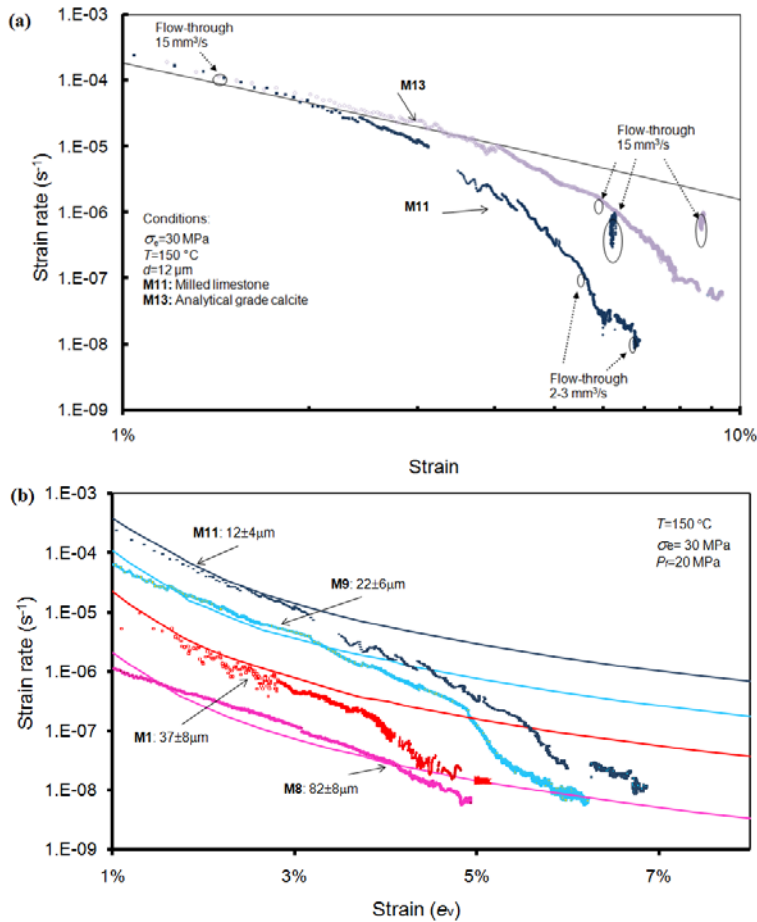 (a)
1.E-03
1.E-04
1.E-05
1.E-06
1.E-07
1.E-08
1.E-09
Strain rate (s⁻¹)
Flow-through
15 mm³/s
M13
Flow-through
15 mm³/s
M11
Conditions:
σe=30 MPa
T=150 °C
d=12 µm
M11: Milled limestone
M13: Analytical grade calcite
Flow-through
2-3 mm³/s
1%
10%
Strain
(b)
1.E-03
1.E-04
1.E-05
1.E-06
1.E-07
1.E-08
1.E-09
Strain rate (s⁻¹)
T=150 °C
σe= 30 MPa
Pf=20 MPa
M11: 12±4µm
M9: 22±6µm
M1: 37±8µm
M8: 82±8µm
1%
3%
5%
7%
Strain (ev)